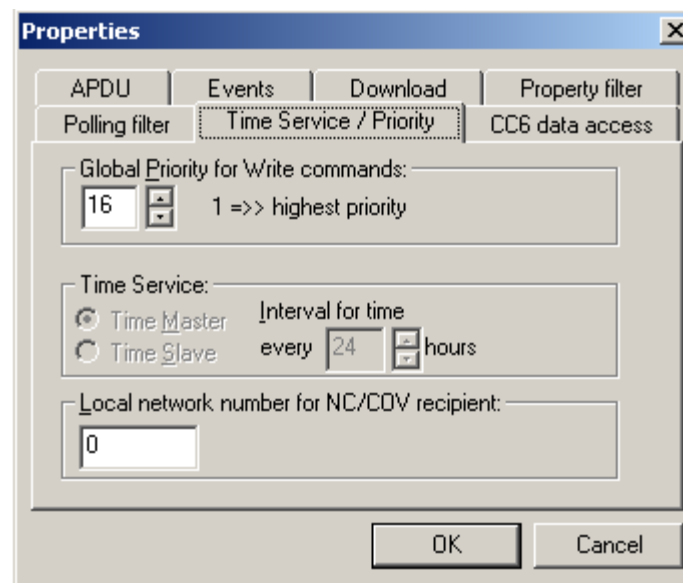 Properties
APDU Events Download Property filter
Polling filter Time Service / Priority CC6 data access
Global Priority for Write commands:
16 1 =>> highest priority
Time Service:
Time Master Interval for time
Time Slave every 24 hours
Local network number for NC/COV recipient:
0
OK Cancel